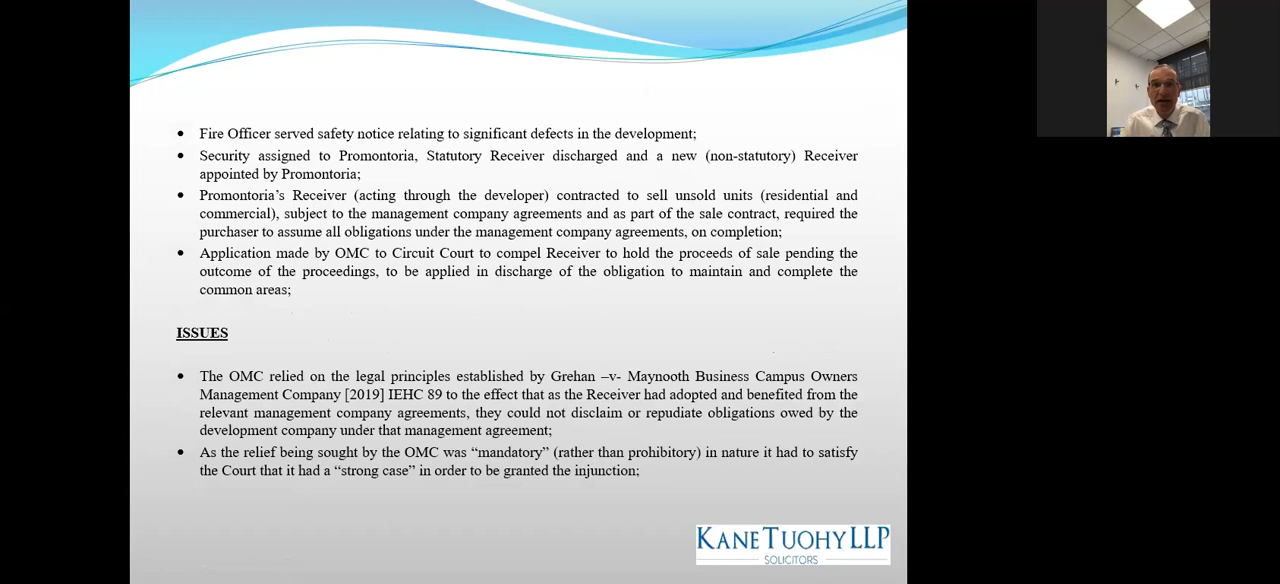 • Fire Officer served safety notice relating to significant defects in the development;
• Security assigned to Promontoria, Statutory Receiver discharged and a new (non-statutory) Receiver
appointed by Promontoria;
• Promontoria's Receiver (acting through the developer) contracted to sell unsold units (residential and
commercial), subject to the management company agreements and as part of the sale contract, required the
purchaser to assume all obligations under the management company agreements, on completion;
• Application made by OMC to Circuit Court to compel Receiver to hold the proceeds of sale pending the
outcome of the proceedings, to be applied in discharge of the obligation to maintain and complete the
common areas;
ISSUES
• The OMC relied on the legal principles established by Grehan –v- Maynooth Business Campus Owners
Management Company [2019] IEHC 89 to the effect that as the Receiver had adopted and benefited from the
relevant management company agreements, they could not disclaim or repudiate obligations owed by the
development company under that management agreement;
• As the relief being sought by the OMC was “mandatory” (rather than prohibitory) in nature it had to satisfy
the Court that it had a “strong case” in order to be granted the injunction;
KANE TUOHY LLP
SOLICITORS